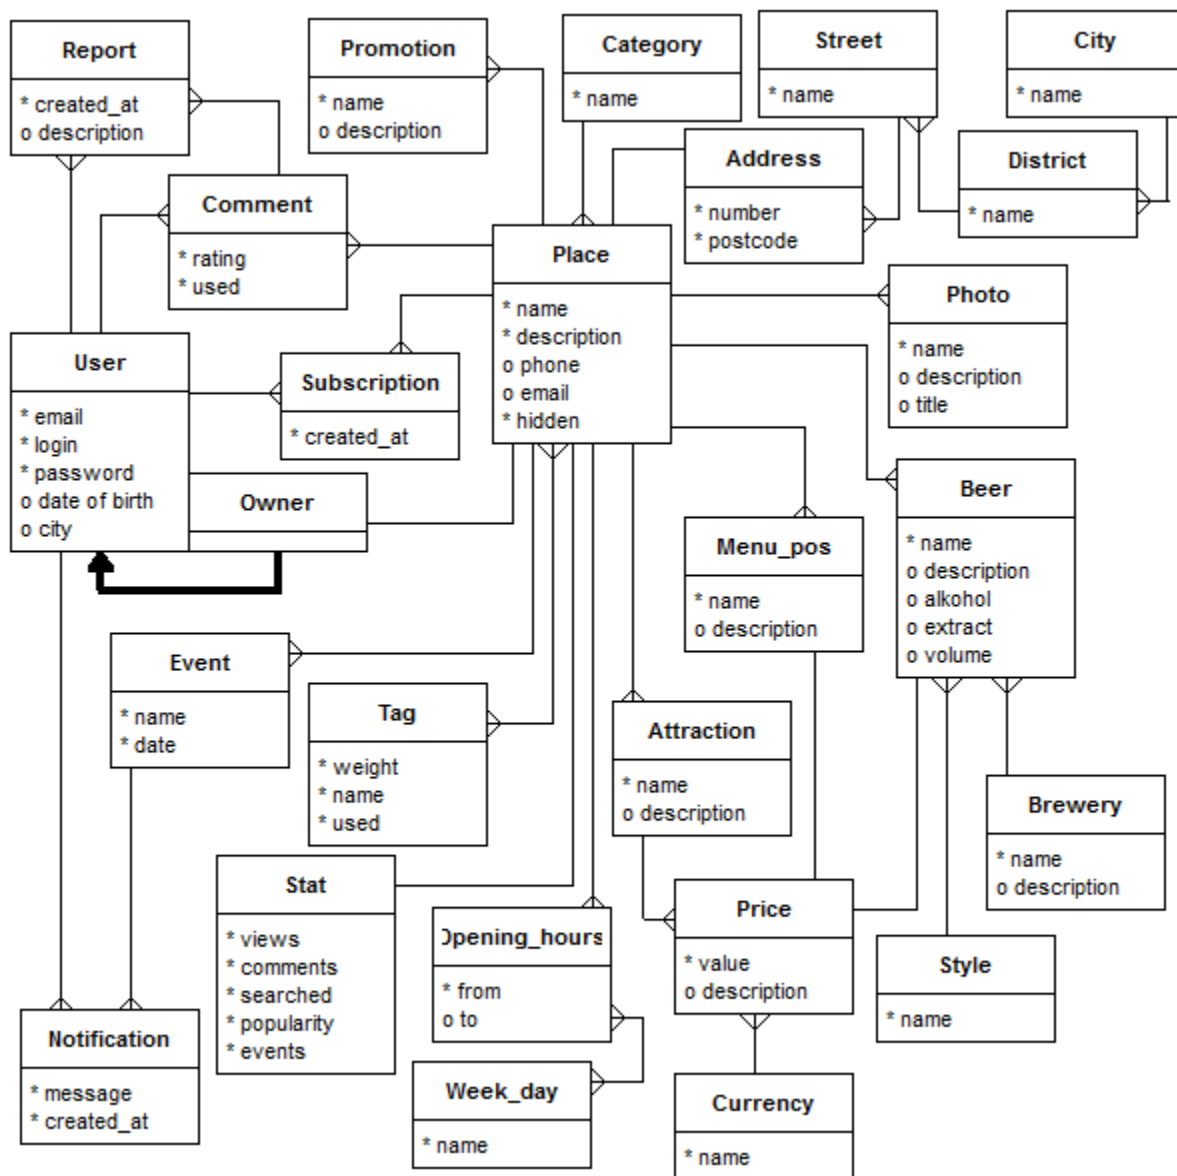 Report
* created_at
o description
Promotion
* name
o description
Category
* name
Street
* name
City
* name
Address
* number
* postcode
District
* name
Comment
* rating
* used
Place
* name
* description
o phone
o email
* hidden
Photo
* name
o description
o title
User
* email
* login
* password
o date of birth
o city
Subscription
* created_at
Owner
Beer
* name
o description
o alkohol
o extract
o volume
Menu_pos
* name
o description
Event
* name
* date
Tag
* weight
* name
* used
Attraction
* name
o description
Brewery
* name
o description
Stat
* views
* comments
* searched
* popularity
* events
Opening_hours
* from
o to
Price
* value
o description
Style
* name
Notification
* message
* created_at
Week_day
* name
Currency
* name